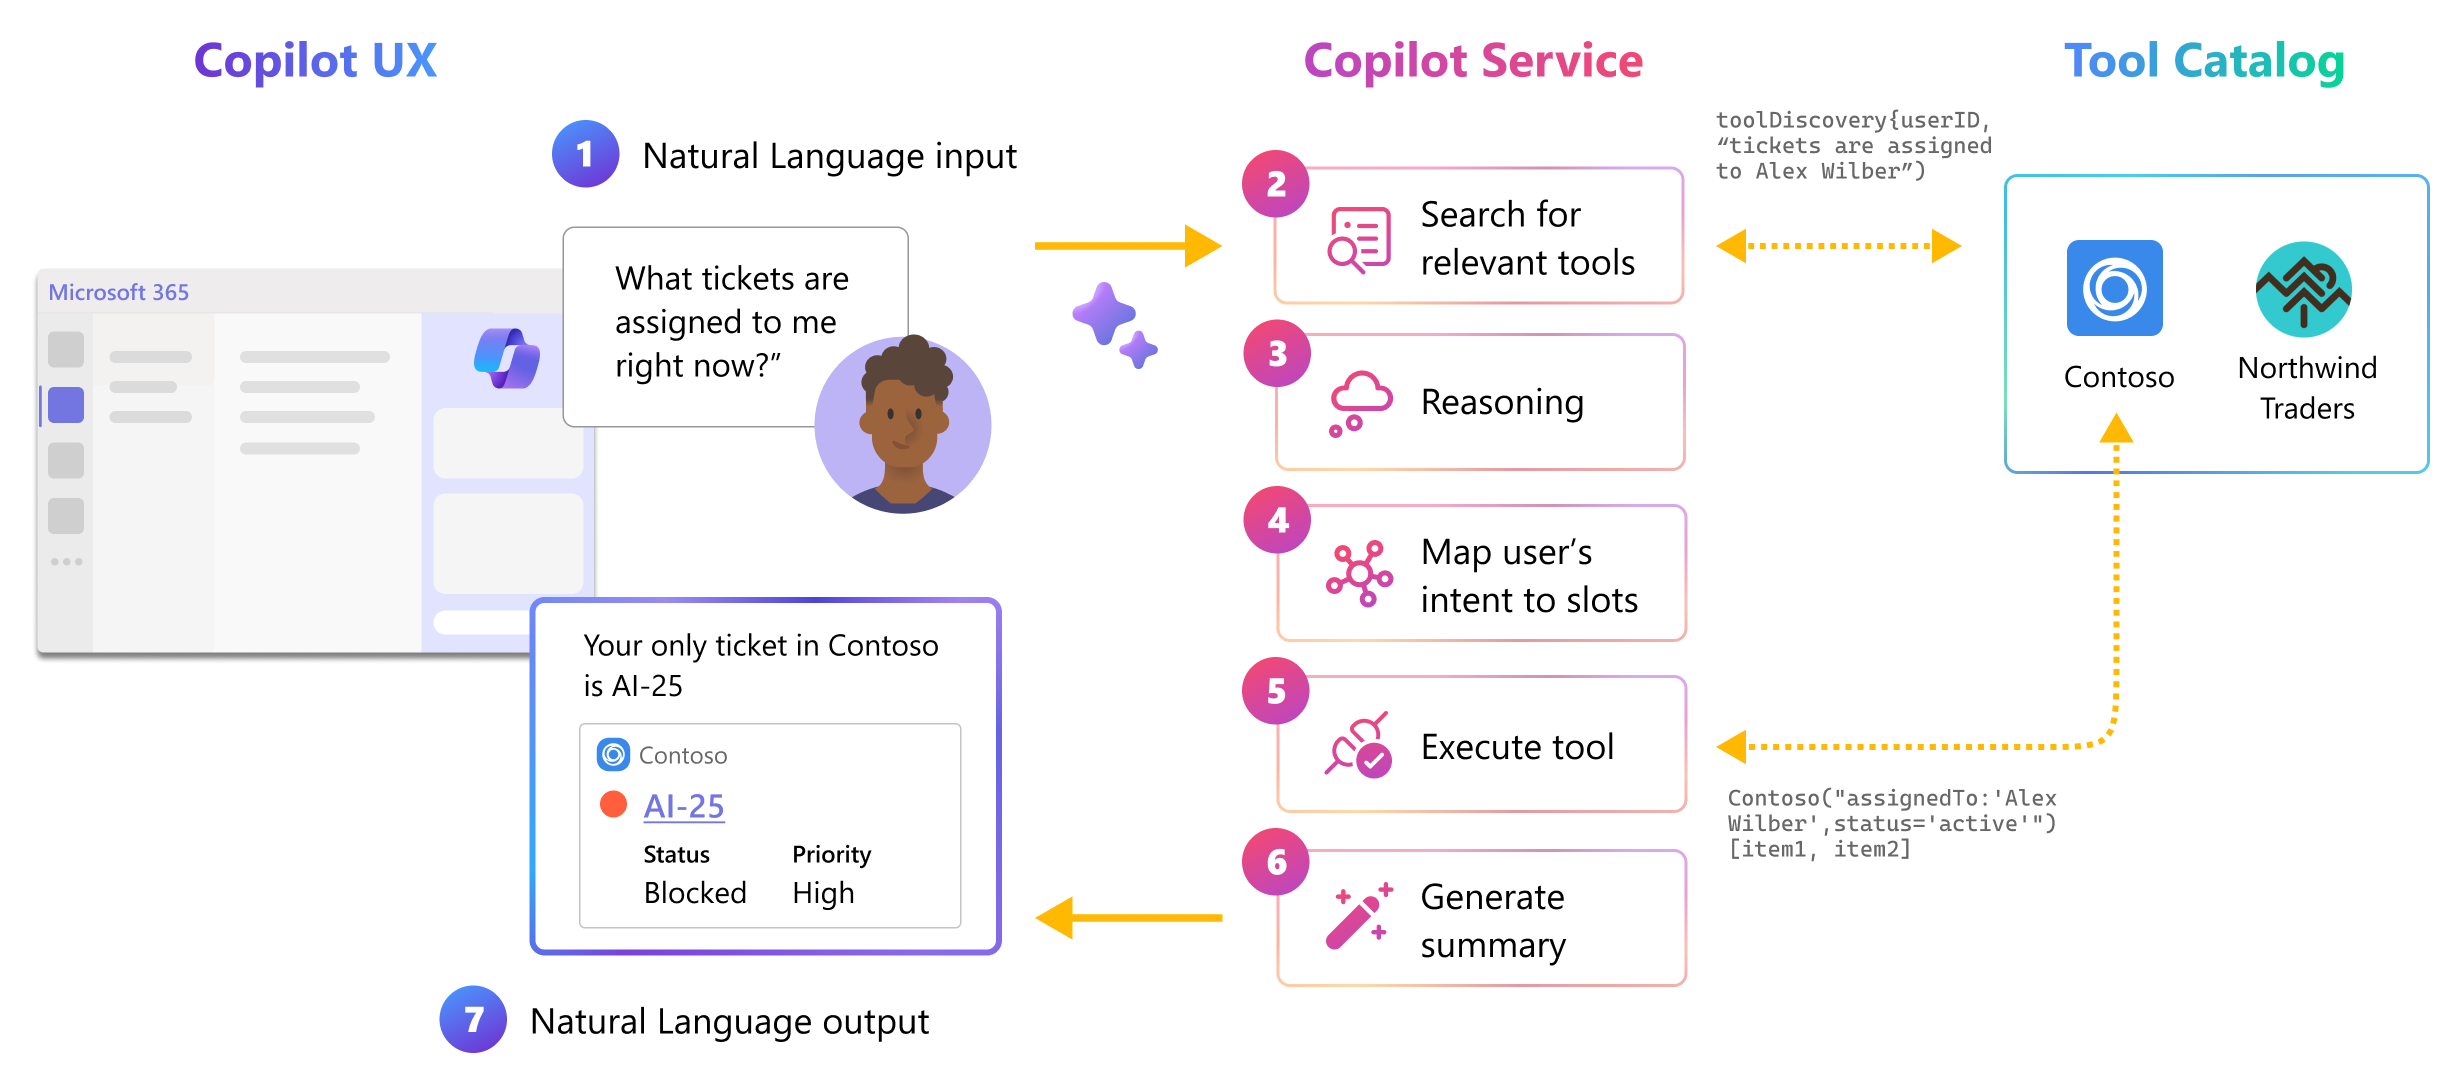 Copilot UX
Copilot Service
Tool Catalog
1
Natural Language input
What tickets are
assigned to me
right now?”
Microsoft 365
Your only ticket in Contoso
is AI-25
Contoso
AI-25
Status
Priority
Blocked
High
7
Natural Language output
2
Search for
relevant tools
3
Reasoning
4
Map user’s
intent to slots
5
Execute tool
6
Generate
summary
toolDiscovery{userID,
“tickets are assigned
to Alex Wilber”)
Contoso
Northwind
Traders
Contoso("assignedTo:'Alex
Wilber',status='active'")
[item1, item2]